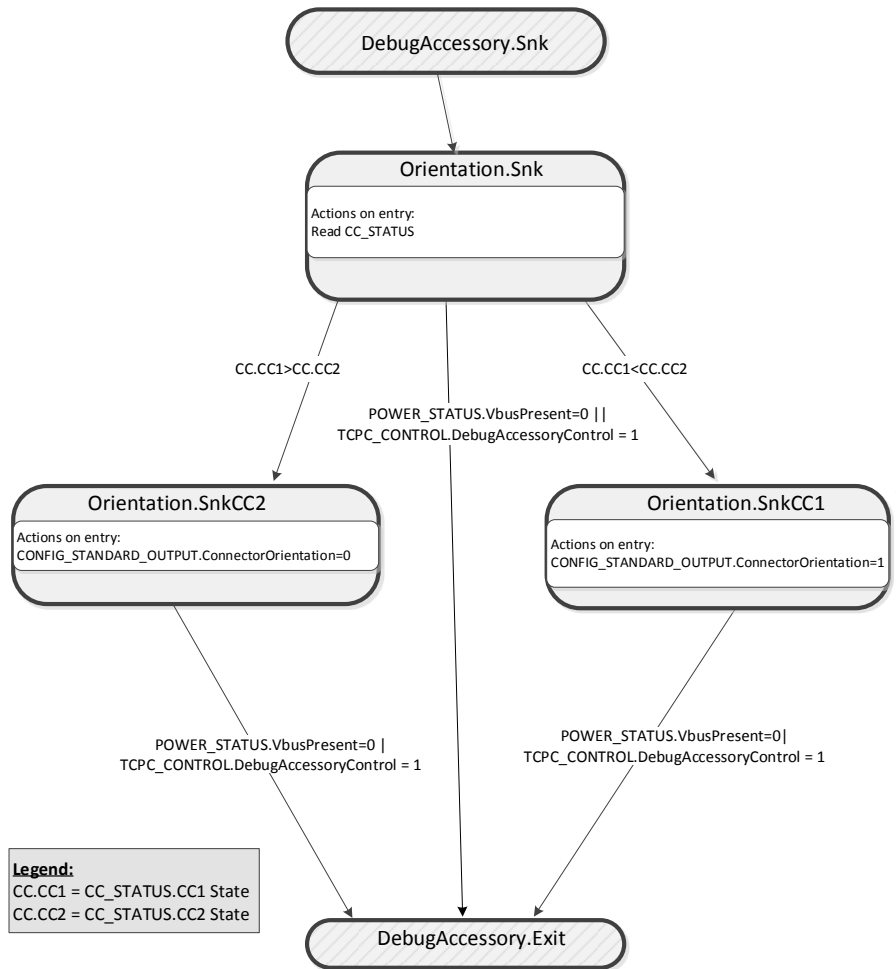 DebugAccessory.Snk
Orientation.Snk
Actions on entry:
Read CC_STATUS
CC.CC1>CC.CC2
CC.CC1<CC.CC2
POWER_STATUS.VbusPresent=0 ||
TCPC_CONTROL.DebugAccessoryControl = 1
Orientation.SnkCC2
Actions on entry:
CONFIG_STANDARD_OUTPUT.ConnectorOrientation=0
Orientation.SnkCC1
Actions on entry:
CONFIG_STANDARD_OUTPUT.ConnectorOrientation=1
POWER_STATUS.VbusPresent=0 |
TCPC_CONTROL.DebugAccessoryControl = 1
POWER_STATUS.VbusPresent=0|
TCPC_CONTROL.DebugAccessoryControl = 1
Legend:
CC.CC1 = CC_STATUS.CC1 State
CC.CC2 = CC_STATUS.CC2 State
DebugAccessory.Exit